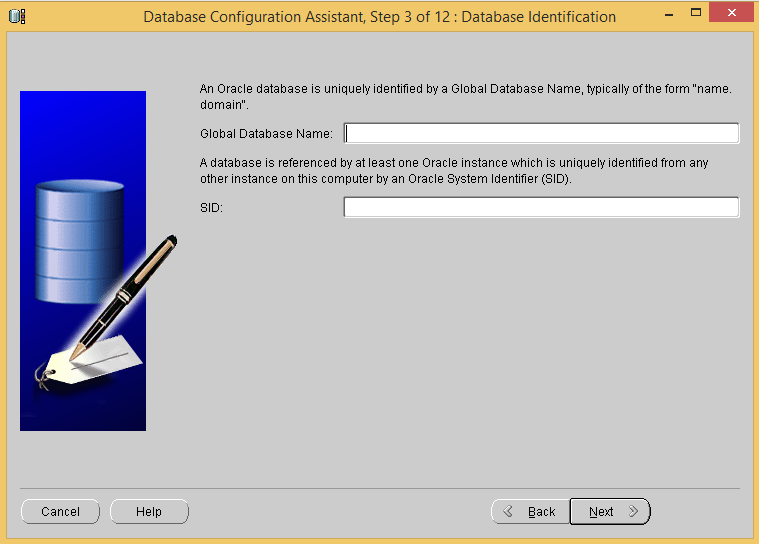 Database Configuration Assistant, Step 3 of 12 : Database Identification
An Oracle database is uniquely identified by a Global Database Name, typically of the form "name.
domain".
Global Database Name:
A database is referenced by at least one Oracle instance which is uniquely identified from any
other instance on this computer by an Oracle System Identifier (SID).
SID:
Cancel
Help
Back
Next